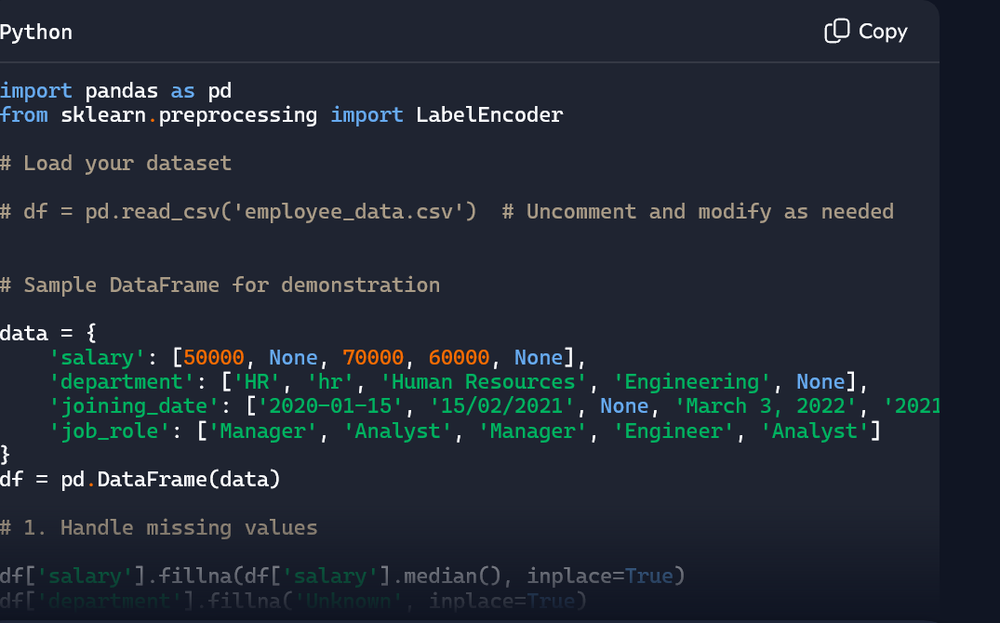 Python
Copy
import pandas as pd
from sklearn.preprocessing import LabelEncoder
# Load your dataset
# df = pd.read_csv('employee_data.csv')  # Uncomment and modify as needed
# Sample DataFrame for demonstration
data = {
    'salary': [50000, None, 70000, 60000, None],
    'department': ['HR', 'hr', 'Human Resources', 'Engineering', None],
    'joining_date': ['2020-01-15', '15/02/2021', None, 'March 3, 2022', '2021
    'job_role': ['Manager', 'Analyst', 'Manager', 'Engineer', 'Analyst']
}
df = pd.DataFrame(data)
# 1. Handle missing values
df['salary'].fillna(df['salary'].median(), inplace=True)
df['department'].fillna('Unknown', inplace=True)